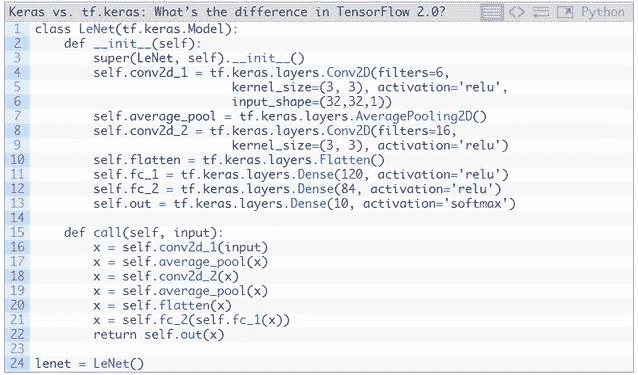 Keras vs. tf.keras: What's the difference in TensorFlow 2.0? Python
1 class LeNet(tf.keras.Model):
2     def __init__(self):
3         super(LeNet, self).__init__()
4         self.conv2d_1 = tf.keras.layers.Conv2D(filters=6,
5                            kernel_size=(3, 3), activation='relu',
6                            input_shape=(32,32,1))
7         self.average_pool = tf.keras.layers.AveragePooling2D()
8         self.conv2d_2 = tf.keras.layers.Conv2D(filters=16,
9                            kernel_size=(3, 3), activation='relu')
10         self.flatten = tf.keras.layers.Flatten()
11         self.fc_1 = tf.keras.layers.Dense(120, activation='relu')
12         self.fc_2 = tf.keras.layers.Dense(84, activation='relu')
13         self.out = tf.keras.layers.Dense(10, activation='softmax')
14
15     def call(self, input):
16         x = self.conv2d_1(input)
17         x = self.average_pool(x)
18         x = self.conv2d_2(x)
19         x = self.average_pool(x)
20         x = self.flatten(x)
21         x = self.fc_2(self.fc_1(x))
22         return self.out(x)
23
24 lenet = LeNet()